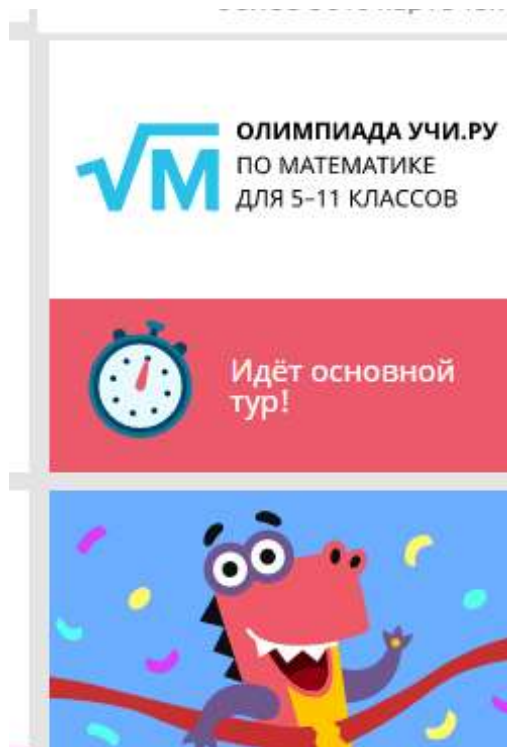 ОЛИМПИАДА УЧИ.РУ
ПО МАТЕМАТИКЕ
ДЛЯ 5–11 КЛАССОВ
√М
Идёт основной
тур!